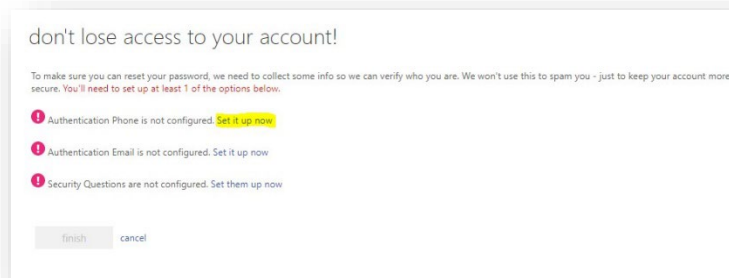 don't lose access to your account!
To make sure you can reset your password, we need to collect some info so we can verify who you are. We won't use this to spam you - just to keep your account more
secure. You'll need to set up at least 1 of the options below.
! Authentication Phone is not configured. Set it up now
! Authentication Email is not configured. Set it up now
! Security Questions are not configured. Set them up now
finish cancel